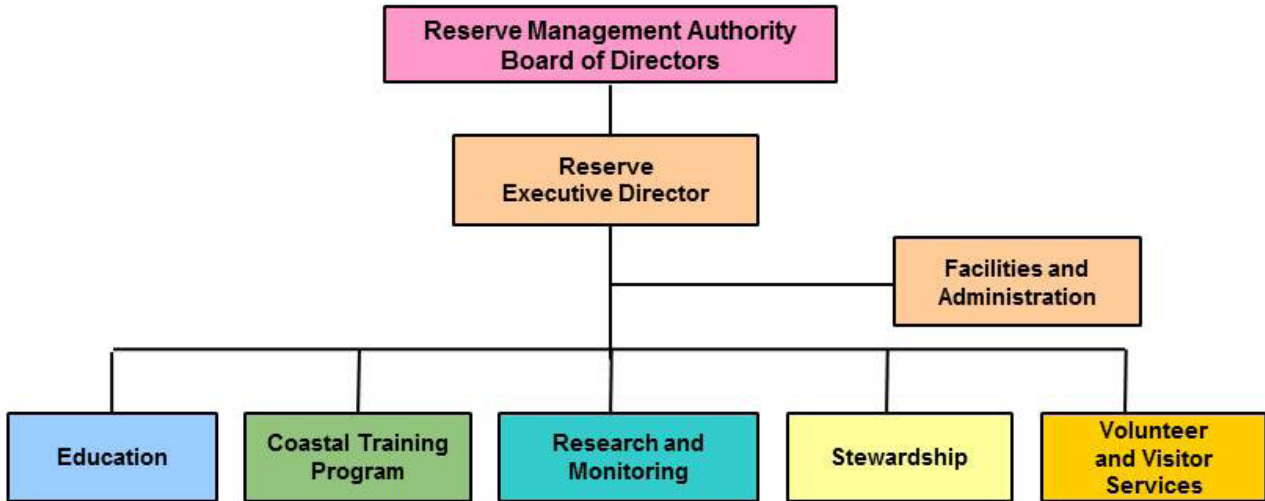 Reserve Management Authority
Board of Directors
Reserve
Executive Director
Facilities and
Administration
Education
Coastal Training
Program
Research and
Monitoring
Stewardship
Volunteer
and Visitor
Services